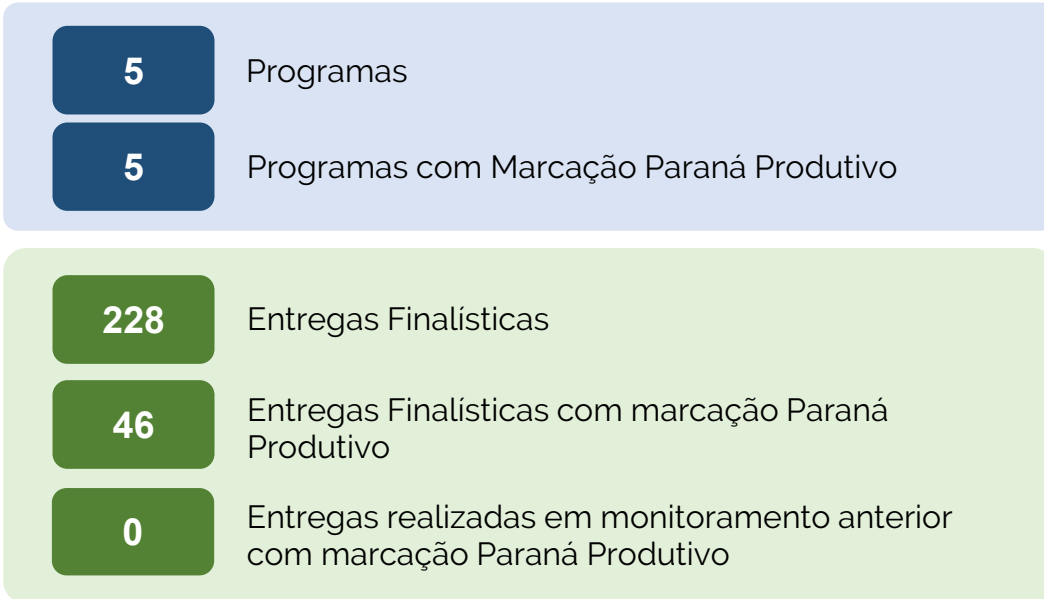 5 Programas
5 Programas com Marcação Paraná Produtivo
228 Entregas Finalísticas
46 Entregas Finalísticas com marcação Paraná
Produtivo
0 Entregas realizadas em monitoramento anterior
com marcação Paraná Produtivo